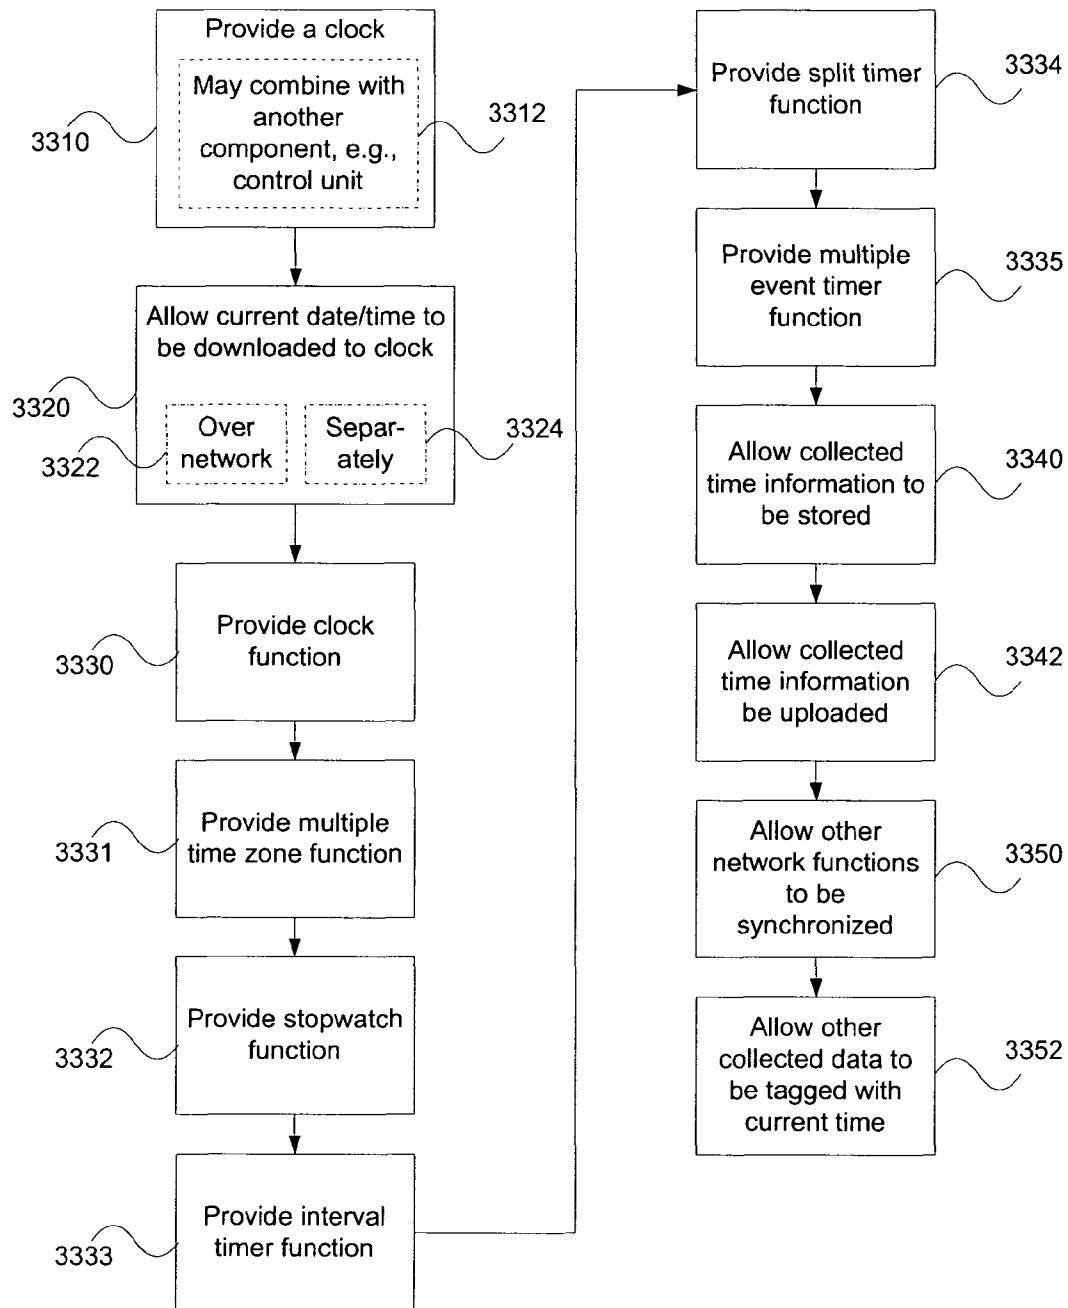 Provide a clock
May combine with
another
component, e.g.,
control unit
3310
3312
Allow current date/time to
be downloaded to clock
Over
network
Separ-
ately
3320
3322
3324
Provide clock
function
3330
Provide multiple
time zone function
3331
Provide stopwatch
function
3332
Provide interval
timer function
3333
Provide split timer
function
3334
Provide multiple
event timer
function
3335
Allow collected
time information to
be stored
3340
Allow collected
time information
be uploaded
3342
Allow other
network functions
to be
synchronized
3350
Allow other
collected data to
be tagged with
current time
3352